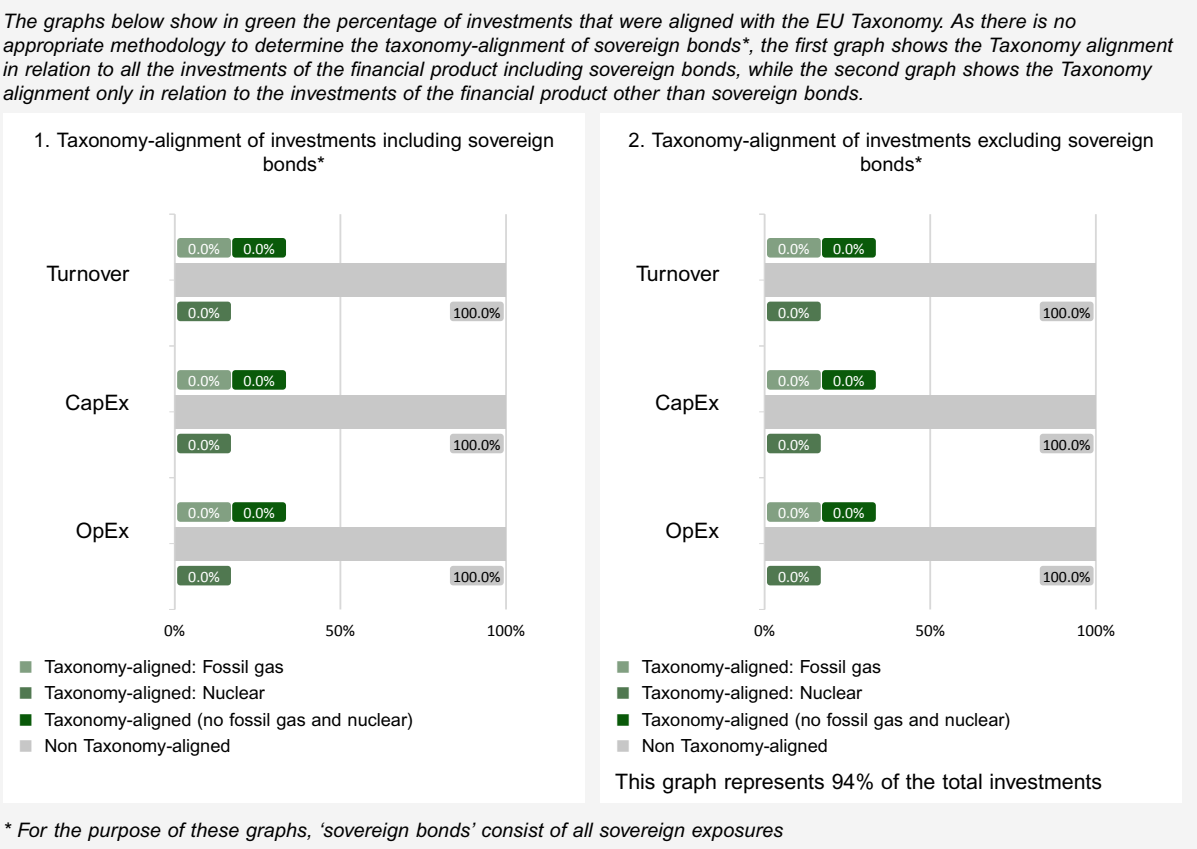 The graphs below show in green the percentage of investments that were aligned with the EU Taxonomy. As there is no
appropriate methodology to determine the taxonomy-alignment of sovereign bonds*, the first graph shows the Taxonomy alignment
in relation to all the investments of the financial product including sovereign bonds, while the second graph shows the Taxonomy
alignment only in relation to the investments of the financial product other than sovereign bonds.
1. Taxonomy-alignment of investments including sovereign
bonds*
0.0% 0.0%
Turnover
0.0% 100.0%
0.0% 0.0%
CapEx
0.0% 100.0%
0.0% 0.0%
OpEx
0.0% 100.0%
0% 50% 100%
Taxonomy-aligned: Fossil gas
Taxonomy-aligned: Nuclear
Taxonomy-aligned (no fossil gas and nuclear)
Non Taxonomy-aligned
2. Taxonomy-alignment of investments excluding sovereign
bonds*
0.0% 0.0%
Turnover
0.0% 100.0%
0.0% 0.0%
CapEx
0.0% 100.0%
0.0% 0.0%
OpEx
0.0% 100.0%
0% 50% 100%
Taxonomy-aligned: Fossil gas
Taxonomy-aligned: Nuclear
Taxonomy-aligned (no fossil gas and nuclear)
Non Taxonomy-aligned
This graph represents 94% of the total investments
* For the purpose of these graphs, ‘sovereign bonds’ consist of all sovereign exposures